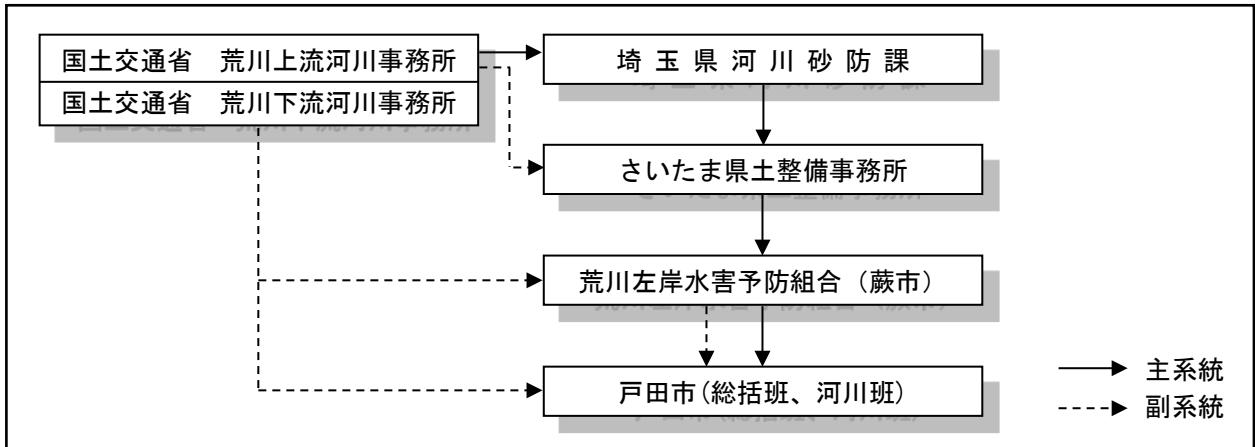 国土交通省　荒川上流河川事務所
国土交通省　荒川下流河川事務所
埼玉県河川砂防課
さいたま県土整備事務所
荒川左岸水害予防組合（蕨市）
戸田市(総括班、河川班)
主系統
副系統